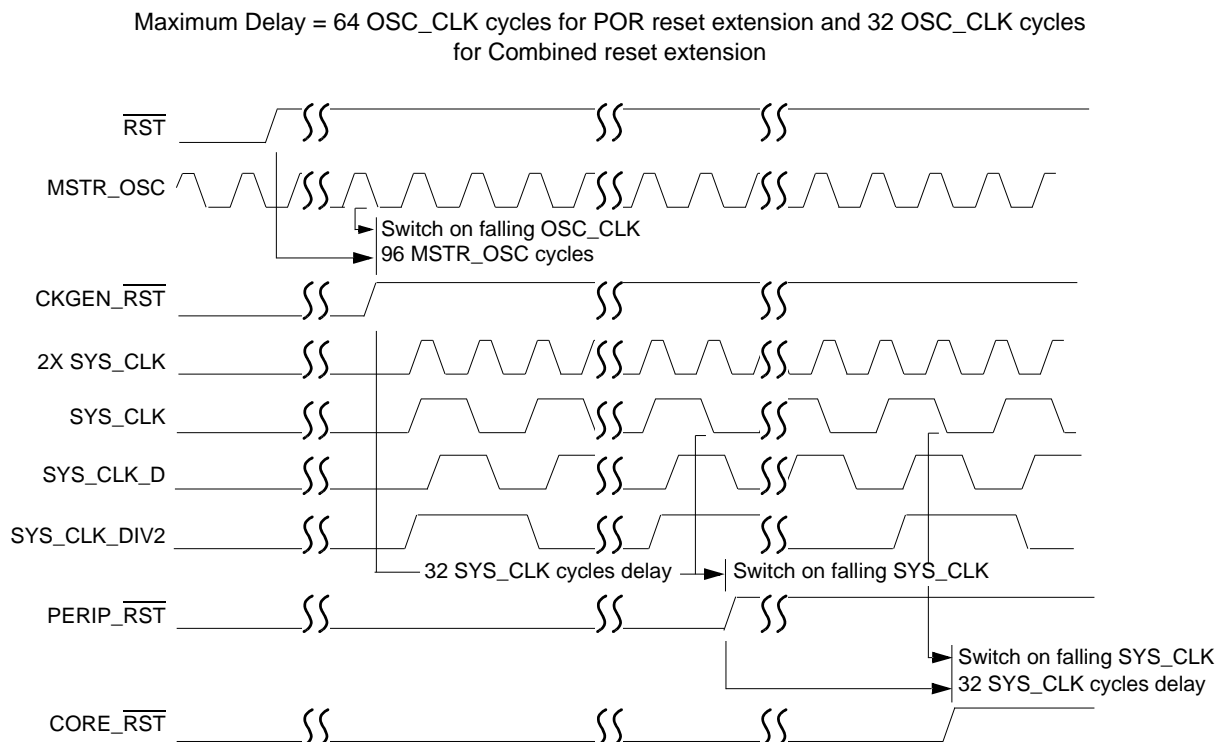 Maximum Delay = 64 OSC_CLK cycles for POR reset extension and 32 OSC_CLK cycles
for Combined reset extension
RST
MSTR_OSC
Switch on falling OSC_CLK
96 MSTR_OSC cycles
CKGEN_RST
2X SYS_CLK
SYS_CLK
SYS_CLK_D
SYS_CLK_DIV2
32 SYS_CLK cycles delay
Switch on falling SYS_CLK
PERIP_RST
Switch on falling SYS_CLK
32 SYS_CLK cycles delay
CORE_RST